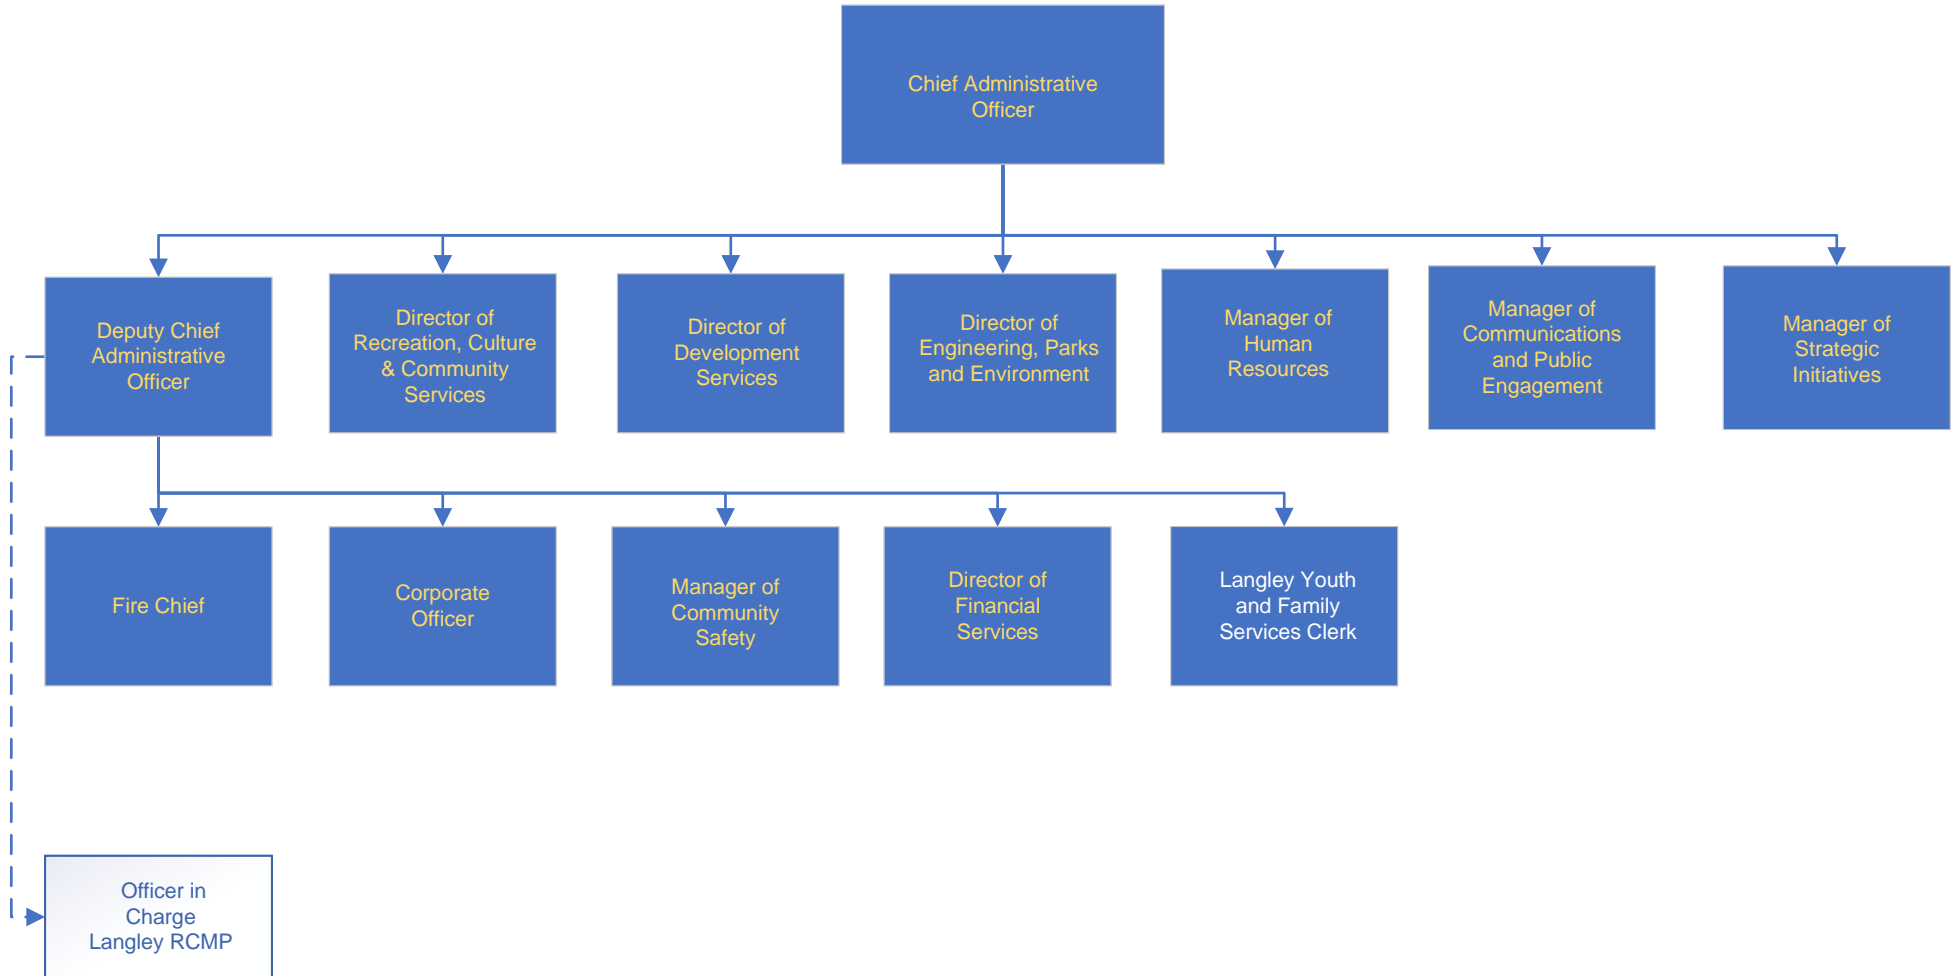 Chief Administrative
Officer
Deputy Chief
Administrative
Officer
Director of
Recreation, Culture
& Community
Services
Director of
Development
Services
Director of
Engineering, Parks
and Environment
Manager of
Human
Resources
Manager of
Communications
and Public
Engagement
Manager of
Strategic
Initiatives
Fire Chief
Corporate
Officer
Manager of
Community
Safety
Director of
Financial
Services
Langley Youth
and Family
Services Clerk
Officer in
Charge
Langley RCMP